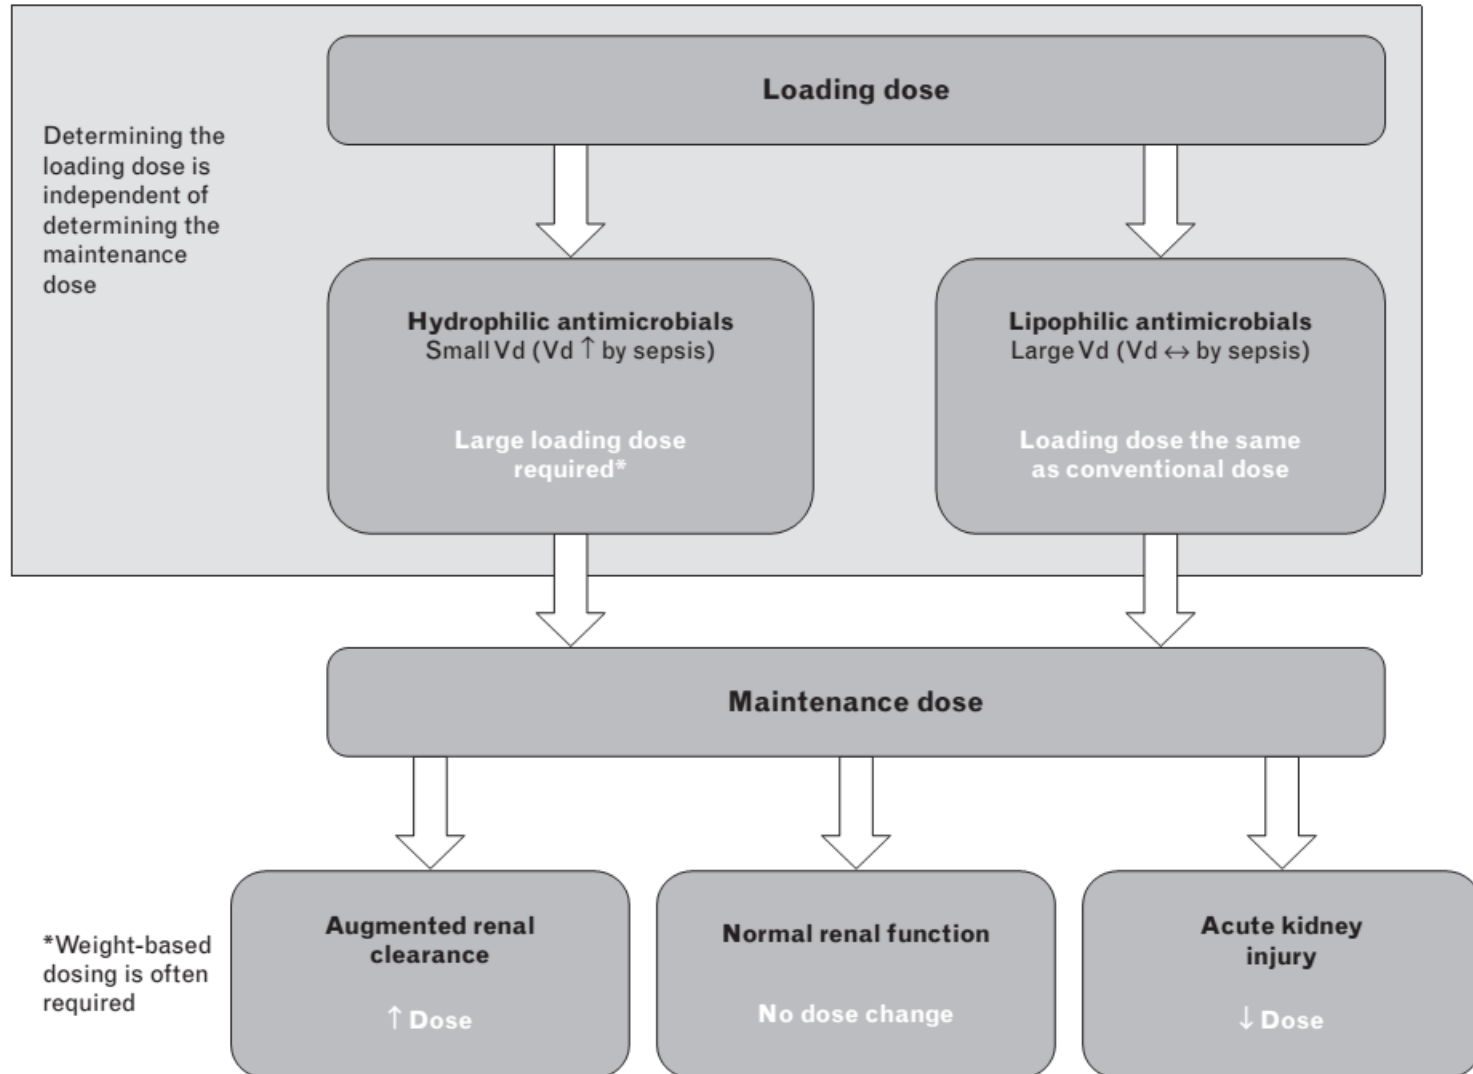 Loading dose
Determining the
loading dose is
independent of
determining the
maintenance
dose
Hydrophilic antimicrobials
Small Vd (Vd ↑ by sepsis)
Large loading dose
required*
Lipophilic antimicrobials
Large Vd (Vd ↔ by sepsis)
Loading dose the same
as conventional dose
Maintenance dose
*Weight-based
dosing is often
required
Augmented renal
clearance
↑ Dose
Normal renal function
No dose change
Acute kidney
injury
↓ Dose